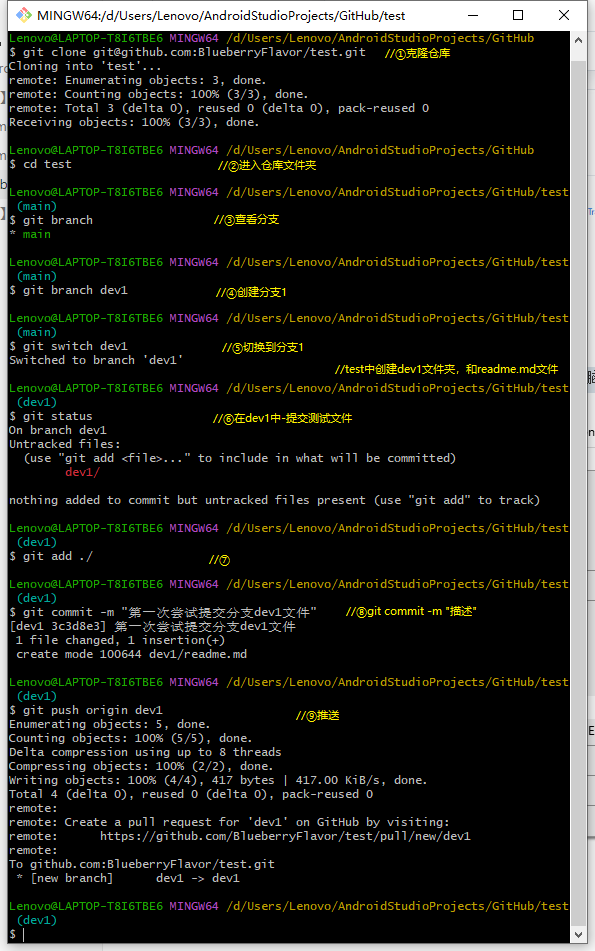 MINGW64:/d/Users/Lenovo/AndroidStudioProjects/GitHub/test
Lenovo@LAPTOP-T8I6TBE6 MINGW64 /d/Users/Lenovo/AndroidStudioProjects/GitHub
$ git clone git@github.com:BlueberryFlavor/test.git //①克隆仓库
Cloning into 'test'...
remote: Enumerating objects: 3, done.
remote: Counting objects: 100% (3/3), done.
remote: Total 3 (delta 0), reused 0 (delta 0), pack-reused 0
Receiving objects: 100% (3/3), done.
Lenovo@LAPTOP-T8I6TBE6 MINGW64 /d/Users/Lenovo/AndroidStudioProjects/GitHub
$ cd test //②进入仓库文件夹
Lenovo@LAPTOP-T8I6TBE6 MINGW64 /d/Users/Lenovo/AndroidStudioProjects/GitHub/test
(main)
$ git branch //③查看分支
* main
Lenovo@LAPTOP-T8I6TBE6 MINGW64 /d/Users/Lenovo/AndroidStudioProjects/GitHub/test
(main)
$ git branch dev1 //④创建分支1
Lenovo@LAPTOP-T8I6TBE6 MINGW64 /d/Users/Lenovo/AndroidStudioProjects/GitHub/test
(main)
$ git switch dev1 //⑤切换到分支1
Switched to branch 'dev1'
//test中创建dev1文件夹，和readme.md文件
Lenovo@LAPTOP-T8I6TBE6 MINGW64 /d/Users/Lenovo/AndroidStudioProjects/GitHub/test
(dev1)
$ git status //⑥在dev1中-提交测试文件
On branch dev1
Untracked files:
(use "git add <file>..." to include in what will be committed)
dev1/
nothing added to commit but untracked files present (use "git add" to track)
Lenovo@LAPTOP-T8I6TBE6 MINGW64 /d/Users/Lenovo/AndroidStudioProjects/GitHub/test
(dev1)
$ git add ./ //⑦
Lenovo@LAPTOP-T8I6TBE6 MINGW64 /d/Users/Lenovo/AndroidStudioProjects/GitHub/test
(dev1)
$ git commit -m "第一次尝试提交分支dev1文件" //⑧git commit -m "描述"
[dev1 3c3d8e3] 第一次尝试提交分支dev1文件
1 file changed, 1 insertion(+)
create mode 100644 dev1/readme.md
Lenovo@LAPTOP-T8I6TBE6 MINGW64 /d/Users/Lenovo/AndroidStudioProjects/GitHub/test
(dev1)
$ git push origin dev1 //⑨推送
Enumerating objects: 5, done.
Counting objects: 100% (5/5), done.
Delta compression using up to 8 threads
Compressing objects: 100% (2/2), done.
Writing objects: 100% (4/4), 417 bytes | 417.00 KiB/s, done.
Total 4 (delta 0), reused 0 (delta 0), pack-reused 0
remote:
remote: Create a pull request for 'dev1' on GitHub by visiting:
remote: https://github.com/BlueberryFlavor/test/pull/new/dev1
remote:
To github.com:BlueberryFlavor/test.git
* [new branch] dev1 -> dev1
Lenovo@LAPTOP-T8I6TBE6 MINGW64 /d/Users/Lenovo/AndroidStudioProjects/GitHub/test
(dev1)
$